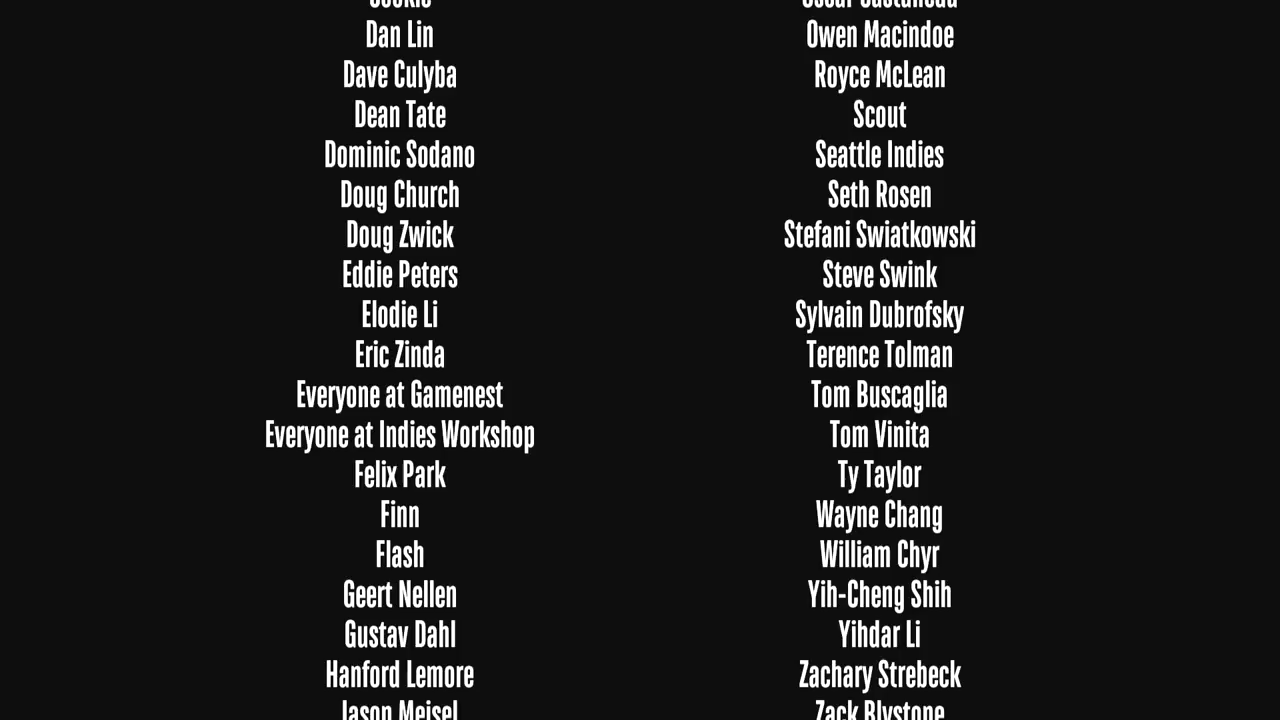 Dan Lin
Dave Culyba
Dean Tate
Dominic Sodano
Doug Church
Doug Zwick
Eddie Peters
Elodie Li
Eric Zinda
Everyone at Gamenest
Everyone at Indies Workshop
Felix Park
Finn
Flash
Geert Nellen
Gustav Dahl
Hanford Lemore
Jason Meisel
Owen Macindoe
Royce McLean
Scout
Seattle Indies
Seth Rosen
Stefani Swiatkowski
Steve Swink
Sylvain Dubrofsky
Terence Tolman
Tom Buscaglia
Tom Vinita
Ty Taylor
Wayne Chang
William Chyr
Yih-Cheng Shih
Yihdar Li
Zachary Strebeck
Zack Blystone